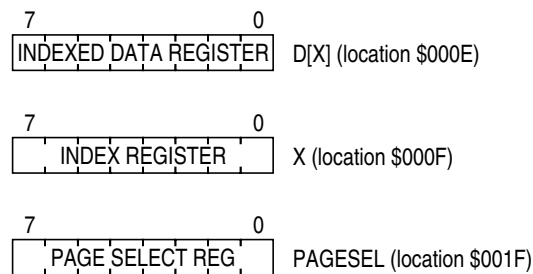 7 0
INDEXED DATA REGISTER D[X] (location $000E)
7 0
INDEX REGISTER X (location $000F)
7 0
PAGE SELECT REG PAGESEL (location $001F)